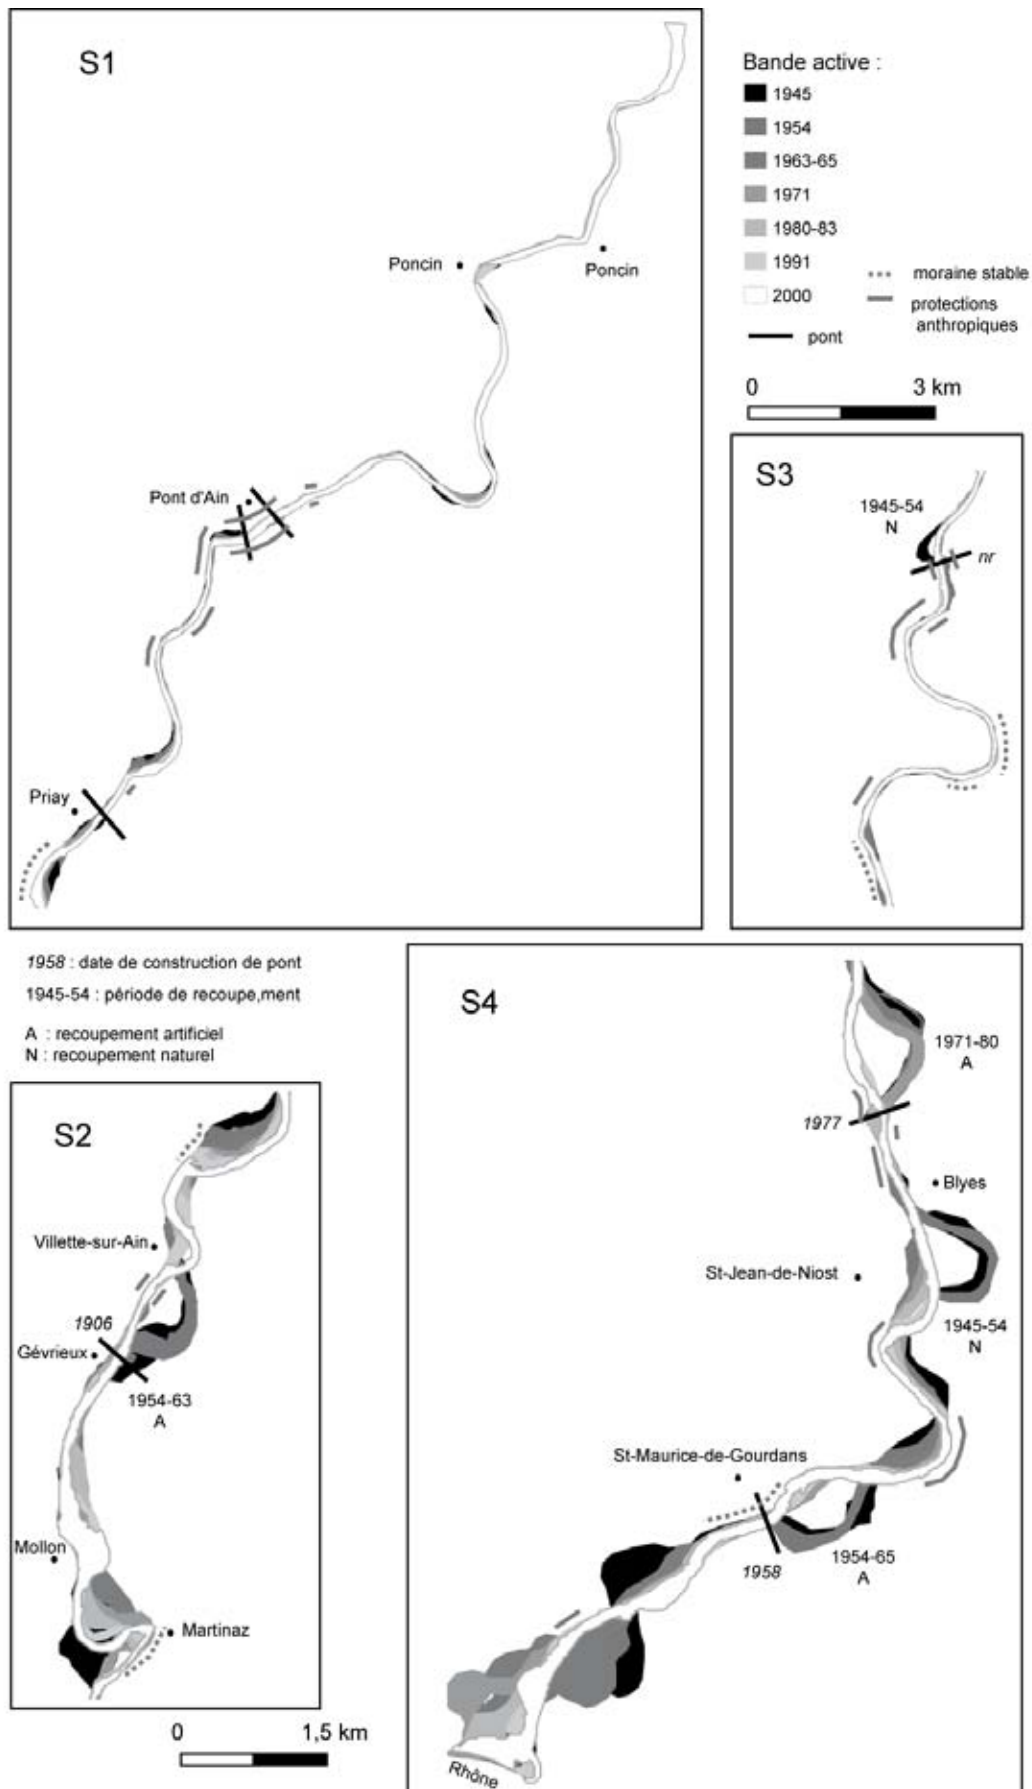 S1
Poncin
Poncin
Pont d'Ain
Priay
Bande active :
1945
1954
1963-65
1971
1980-83
1991
2000
pont
moraine stable
protections
anthropiques
0 3 km
S3
1945-54
N
nr
1958 : date de construction de pont
1945-54 : période de recoupe,ment
A : recoupement artificiel
N : recoupement naturel
S2
Villette-sur-Ain
1906
Gévrieux
1954-63
A
Mollon
Martinaz
0 1,5 km
S4
1971-80
A
1977
Blyes
St-Jean-de-Niost
1945-54
N
St-Maurice-de-Gourdans
1954-65
A
1958
Rhône